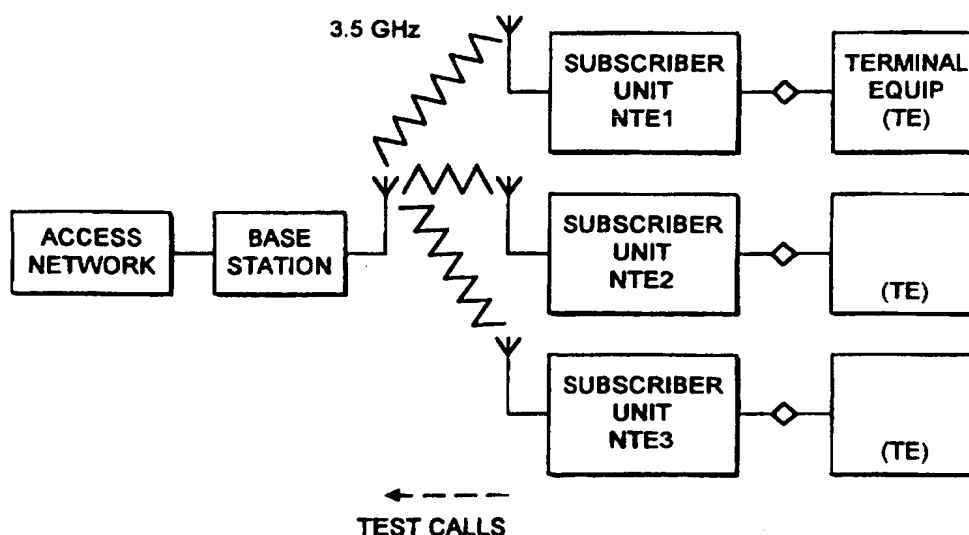 3.5 GHz
SUBSCRIBER
UNIT
NTE1
TERMINAL
EQUIP
(TE)
ACCESS
NETWORK
BASE
STATION
SUBSCRIBER
UNIT
NTE2
(TE)
SUBSCRIBER
UNIT
NTE3
(TE)
TEST CALLS